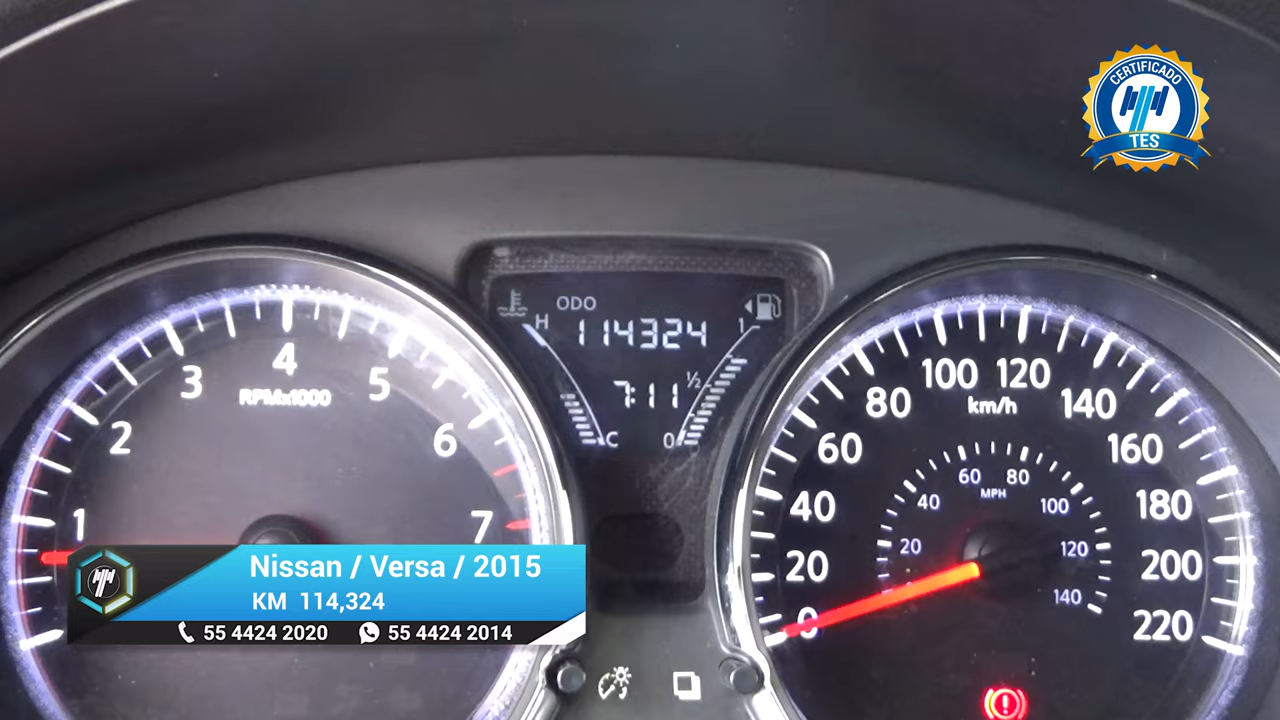 CERTIFICADO
TES
ODO
H
114324
1
7:11
1/2
C
0
1
2
3
4
5
6
7
RPMx1000
0
20
40
60
80
100
120
140
160
180
200
220
km/h
20
40
60
80
100
120
140
MPH
Nissan / Versa / 2015
KM 114,324
55 4424 2020 55 4424 2014